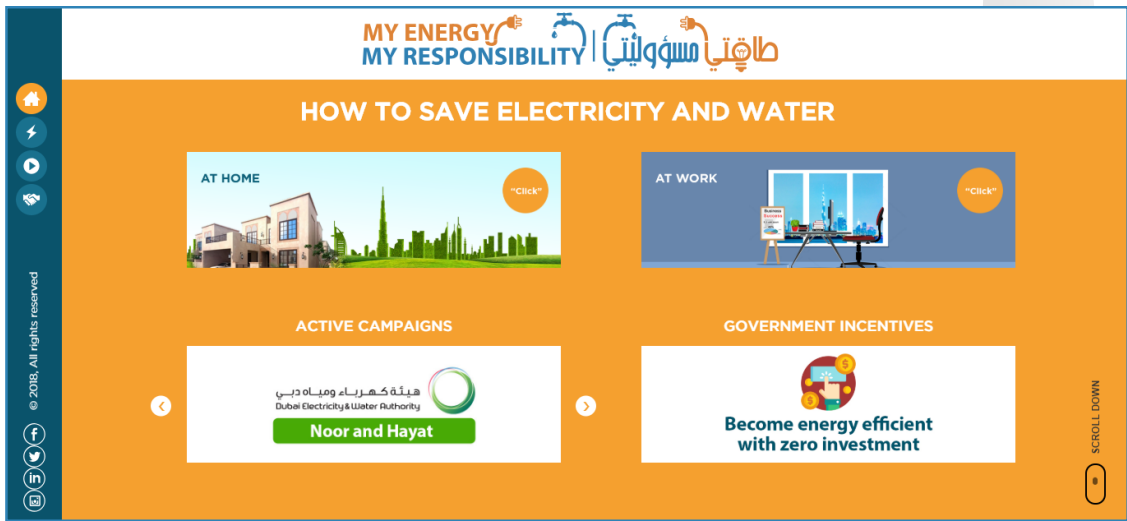 MY ENERGY
MY RESPONSIBILITY
طاقتي مسؤوليتي
HOW TO SAVE ELECTRICITY AND WATER
AT HOME
"Click"
AT WORK
Business
Success
"Click"
ACTIVE CAMPAIGNS
GOVERNMENT INCENTIVES
هيئة كهرباء ومياه دبي
Dubai Electricity & Water Authority
Noor and Hayat
Become energy efficient
with zero investment
© 2018, All rights reserved
SCROLL DOWN